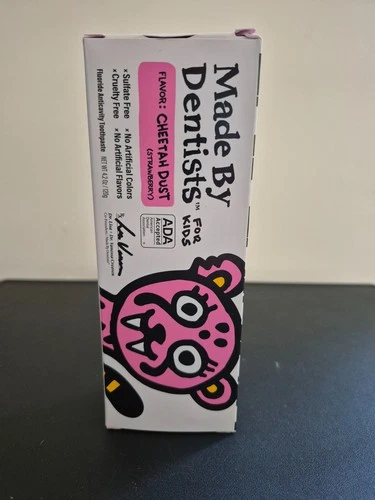 Made By
Dentists™
FOR
KIDS
FLAVOR: CHEETAH DUST
(STRAWBERRY)
ADA
Accepted
× Sulfate Free
× Cruelty Free
× No Artificial Colors
× No Artificial Flavors
Fluoride Anticavity Toothpaste
NET WT 4.2 Oz (120g)